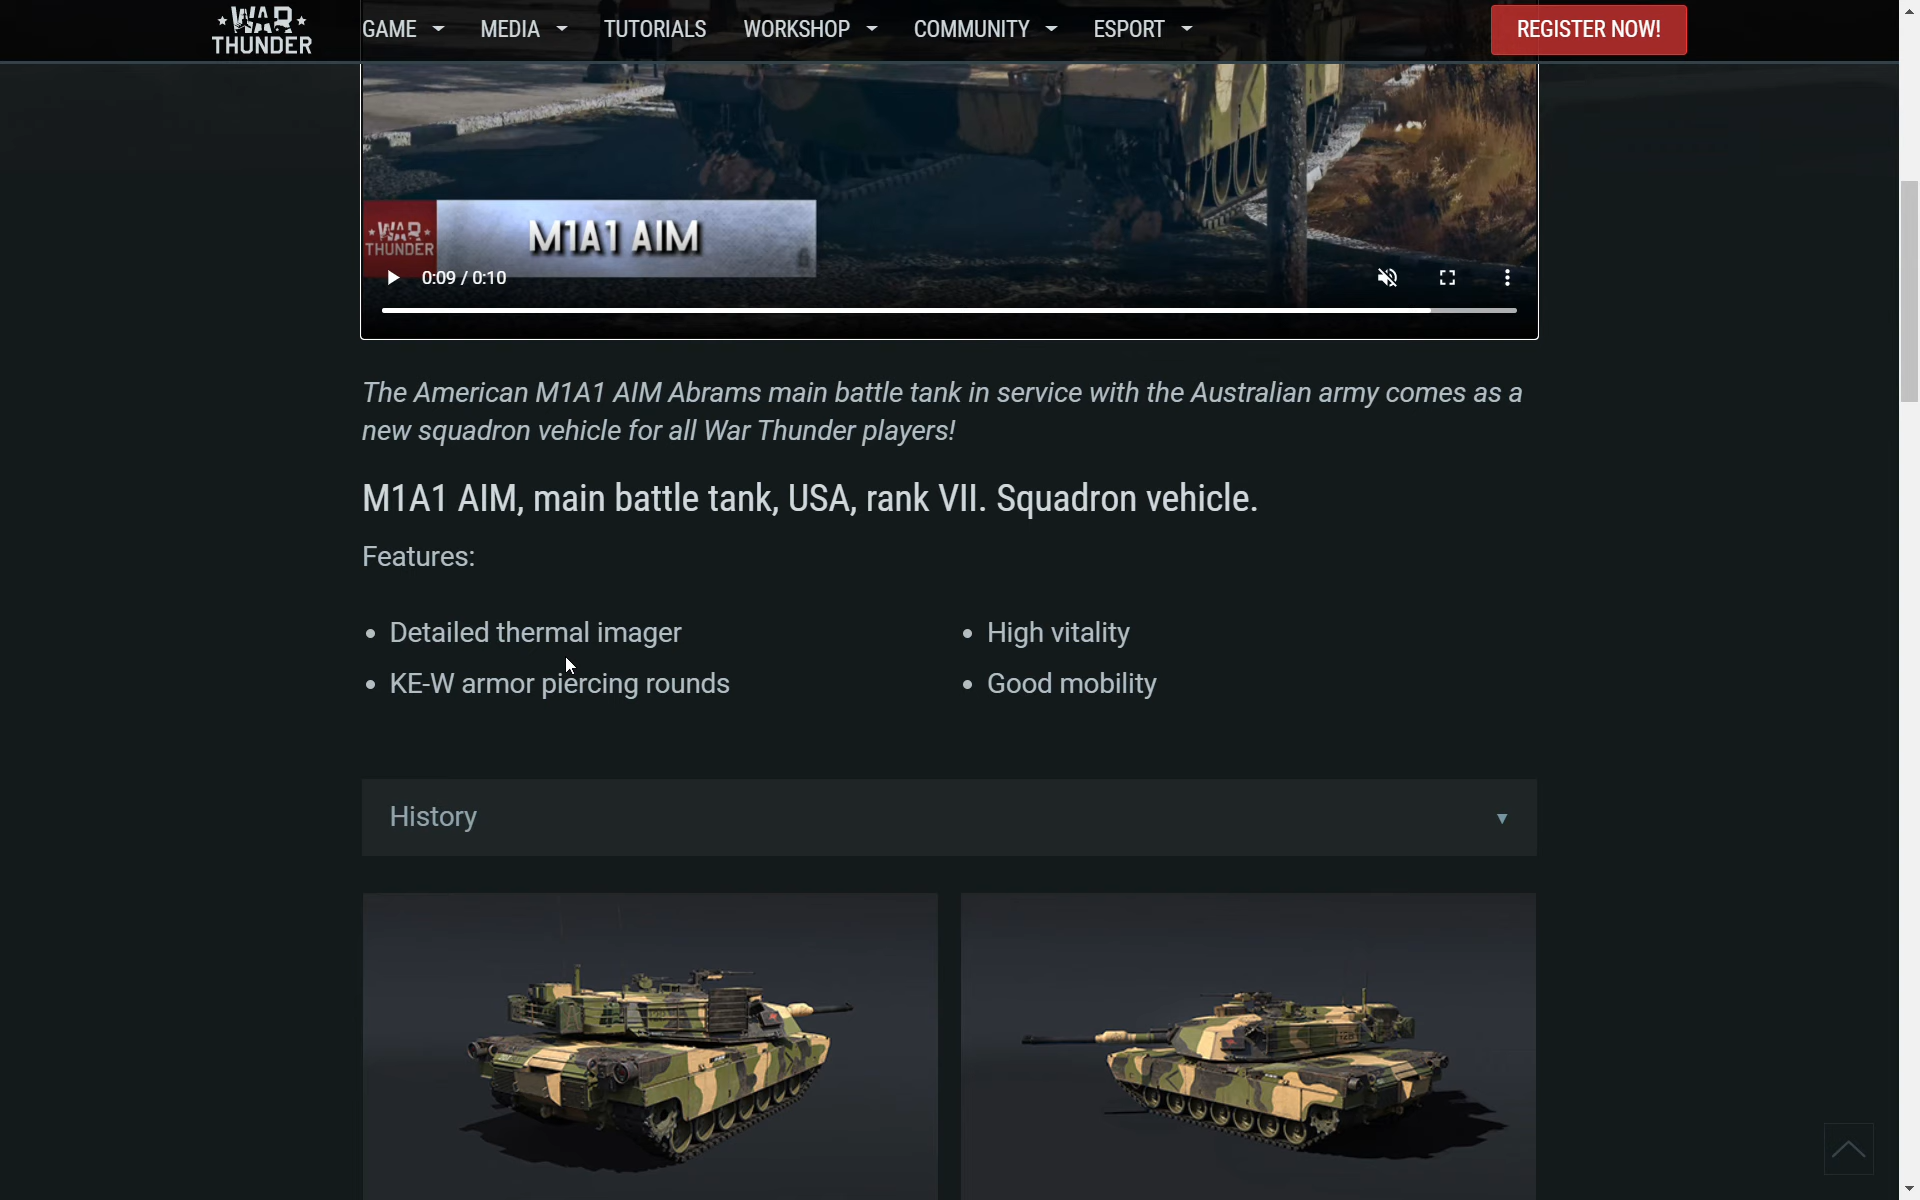 WAR
THUNDER
GAME
MEDIA
TUTORIALS
WORKSHOP
COMMUNITY
ESPORT
REGISTER NOW!
WAR
THUNDER
M1A1 AIM
0:09 / 0:10
The American M1A1 AIM Abrams main battle tank in service with the Australian army comes as a
new squadron vehicle for all War Thunder players!
M1A1 AIM, main battle tank, USA, rank VII. Squadron vehicle.
Features:
• Detailed thermal imager
• High vitality
• KE-W armor piercing rounds
• Good mobility
History